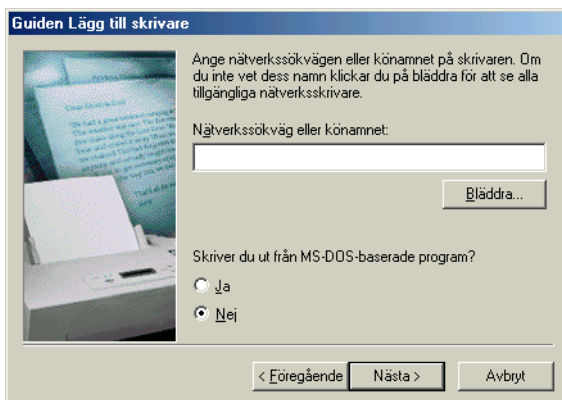 Guiden Lägg till skrivare
Ange nätverkssökvägen eller könamnet på skrivaren. Om
du inte vet dess namn klickar du på bläddra för att se alla
tillgängliga nätverksskrivare.
Nätverkssökväg eller könamnet:
Bläddra...
Skriver du ut från MS-DOS-baserade program?
Ja
Nej
< Föregående
Nästa >
Avbryt